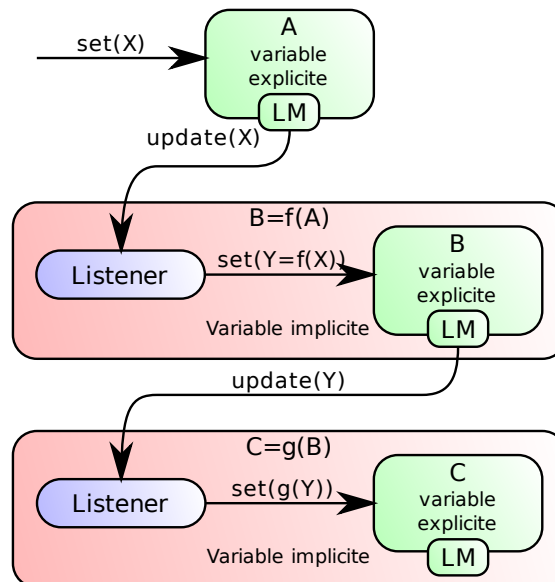 set(X)
A
variable
explicite
LM
update(X)
B=f(A)
Listener
set(Y=f(X))
B
variable
explicite
LM
Variable implicite
update(Y)
C=g(B)
Listener
set(g(Y))
C
variable
explicite
LM
Variable implicite